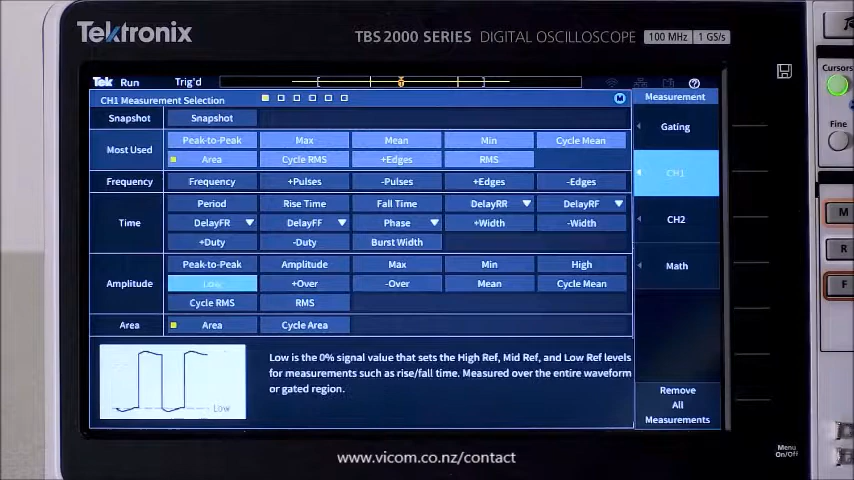 Tektronix
TBS2000 SERIES DIGITAL OSCILLOSCOPE 100 MHz 1 GS/s
Tek Run Trig'd
CH1 Measurement Selection M Measurement
Snapshot Snapshot
Gating
Most Used Peak-to-Peak Max Mean Min Cycle Mean
Area Cycle RMS +Edges RMS
CH1
Frequency Frequency +Pulses -Pulses +Edges -Edges
Time Period Rise Time Fall Time DelayRR DelayRF
DelayFR DelayFF Phase +Width -Width
+Duty -Duty Burst Width
CH2
Amplitude Peak-to-Peak Amplitude Max Min High
Low +Over -Over Mean Cycle Mean
Cycle RMS RMS
Math
Area Area Cycle Area
Low is the 0% signal value that sets the High Ref, Mid Ref, and Low Ref levels
for measurements such as rise/fall time. Measured over the entire waveform
or gated region.
Low
Remove
All
Measurements
Cursors
Fine
M
R
F
Menu
On/Off
www.vicom.co.nz/contact